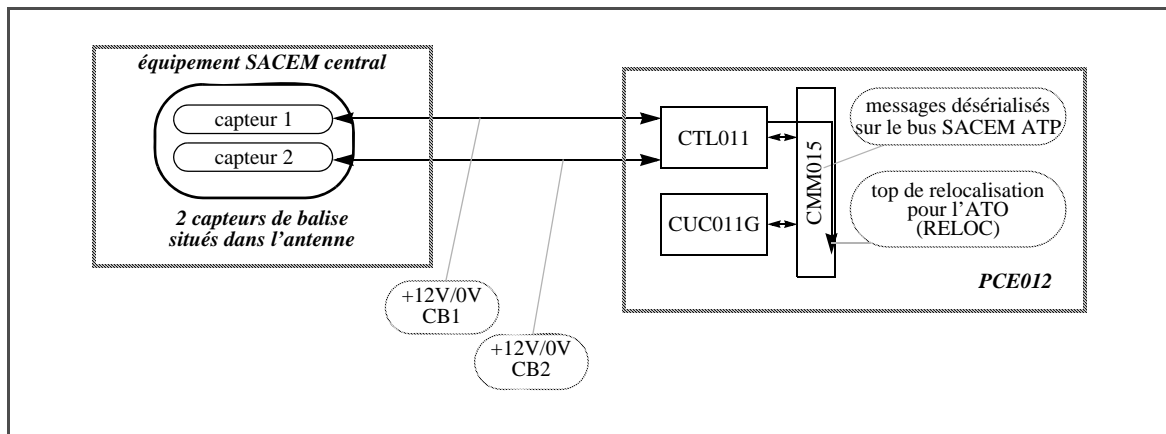 équipement SACEM central
capteur 1
capteur 2
2 capteurs de balise
situés dans l'antenne
+12V/0V
CB1
+12V/0V
CB2
CTL011
CUC011G
CMM015
messages désérialisés
sur le bus SACEM ATP
top de relocalisation
pour l'ATO
(RELOC)
PCE012